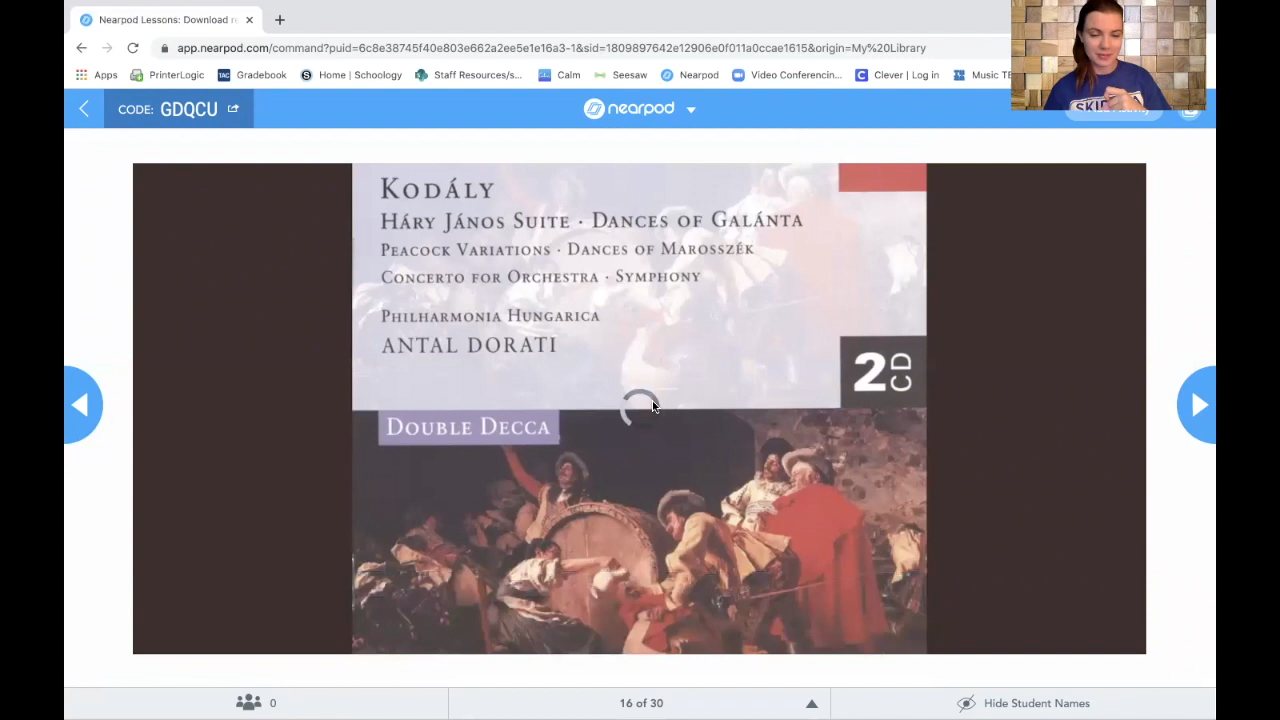 Nearpod Lessons: Download r
app.nearpod.com/command?puid=6c8e38745f40e803e662a2ee5e1e16a3-1&sid=1809897642e12906e0f011a0ccae1615&origin=My%20Library
Apps PrinterLogic TAC Gradebook S Home | Schoology Staff Resources/s... Calm Seesaw Nearpod Video Conferencin... C Clever | Log in Music TE
SKI
CODE: GDQCU nearpod
KODÁLY
HÁRY JÁNOS SUITE · DANCES OF GALÁNTA
PEACOCK VARIATIONS · DANCES OF MAROSSZÉK
CONCERTO FOR ORCHESTRA · SYMPHONY
PHILHARMONIA HUNGARICA
ANTAL DORATI
2 CD
DOUBLE DECCA
0 16 of 30 Hide Student Names